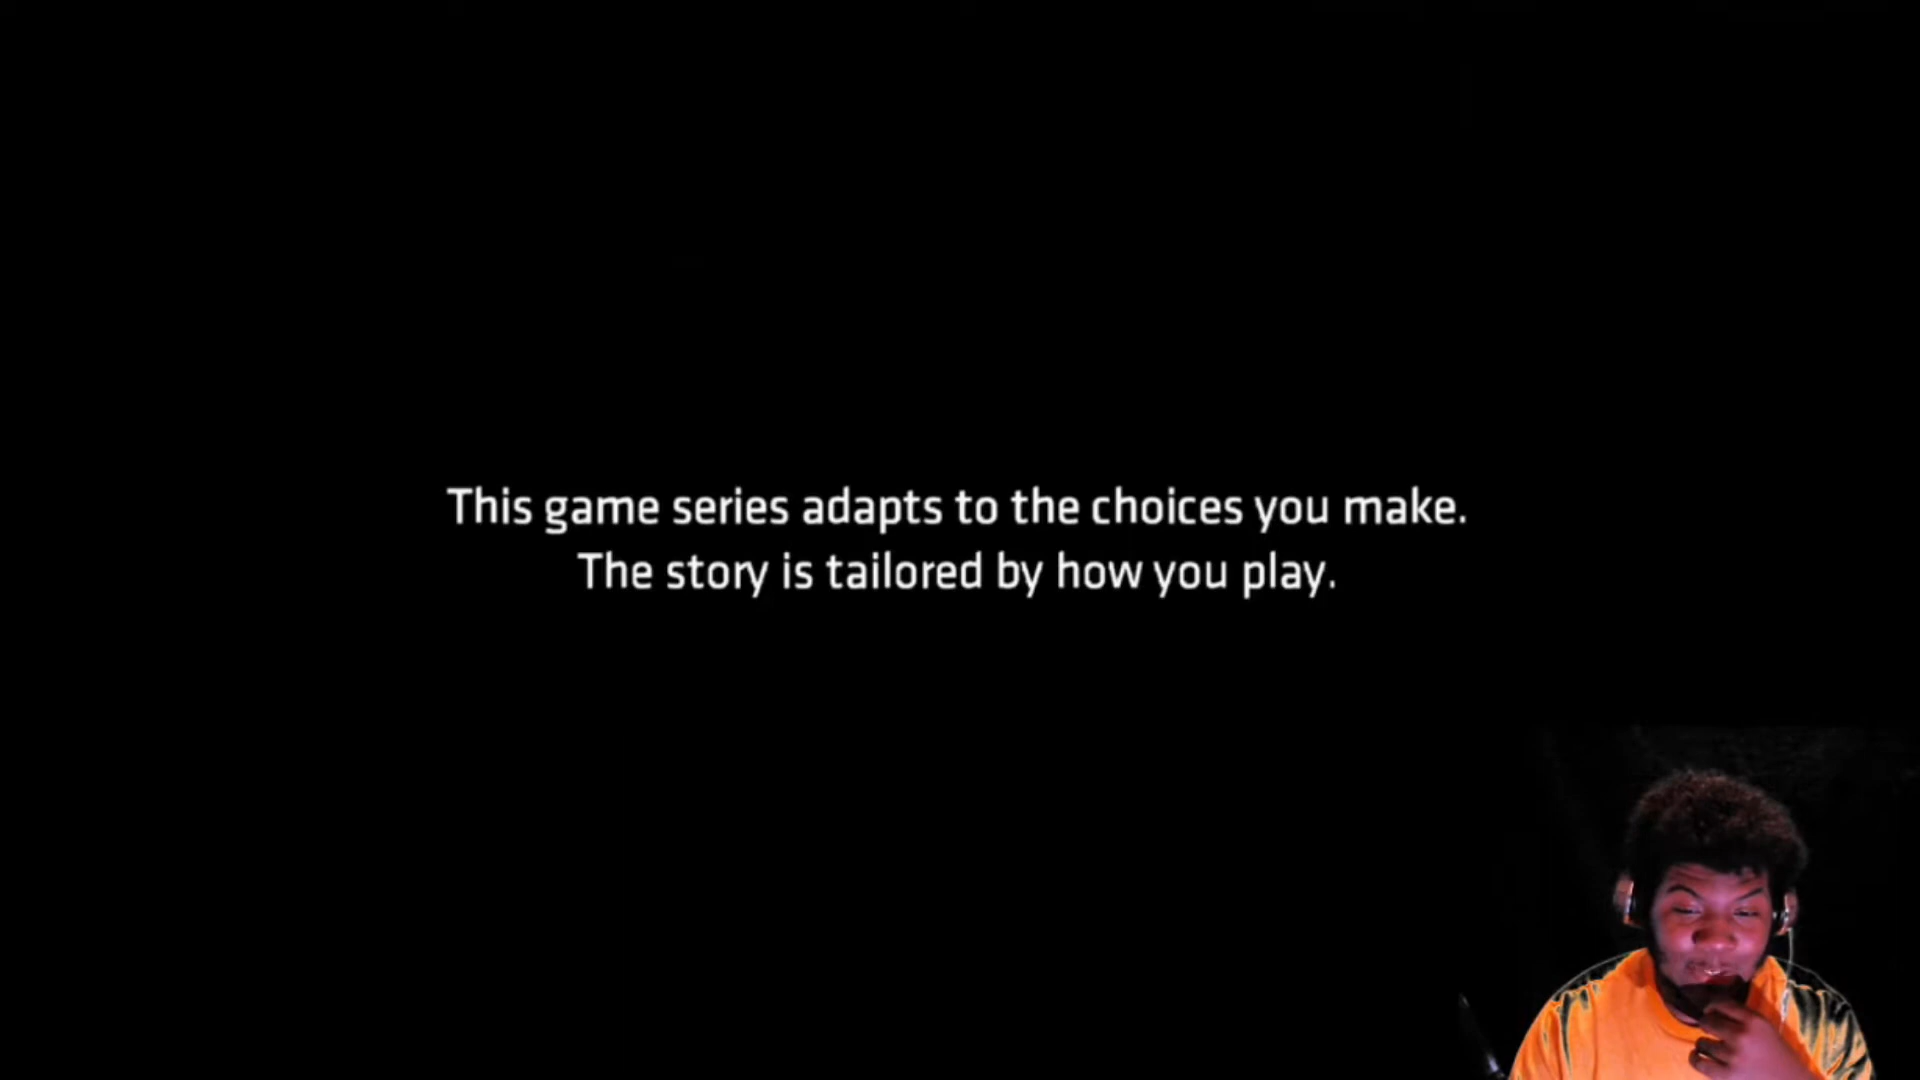 This game series adapts to the choices you make.
The story is tailored by how you play.